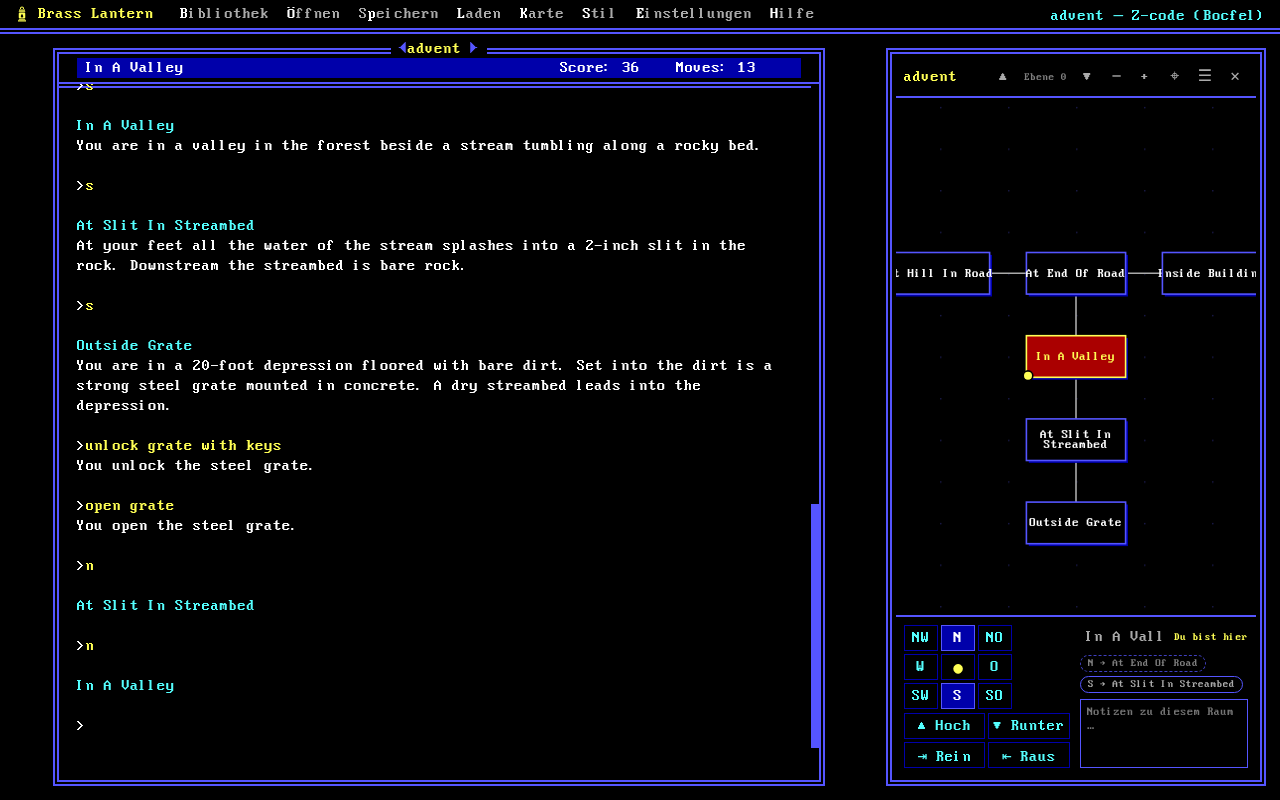 Brass Lantern Bibliothek Öffnen Speichern Laden Karte Stil Einstellungen Hilfe advent — Z-code (Bocfel)
advent
In A Valley Score: 36 Moves: 13
>s
In A Valley
You are in a valley in the forest beside a stream tumbling along a rocky bed.
>s
At Slit In Streambed
At your feet all the water of the stream splashes into a 2-inch slit in the
rock. Downstream the streambed is bare rock.
>s
Outside Grate
You are in a 20-foot depression floored with bare dirt. Set into the dirt is a
strong steel grate mounted in concrete. A dry streambed leads into the
depression.
>unlock grate with keys
You unlock the steel grate.
>open grate
You open the steel grate.
>n
At Slit In Streambed
>n
In A Valley
>
advent ▲ Ebene 0 ▼ − + ⌖ ☰ ✕
t Hill In Road At End Of Road Inside Buildin
In A Valley
At Slit In
Streambed
Outside Grate
NW N NO
W ● O
SW S SO
▲ Hoch ▼ Runter
⇥ Rein ⇤ Raus
In A Vall Du bist hier
N → At End Of Road
S → At Slit In Streambed
Notizen zu diesem Raum
…